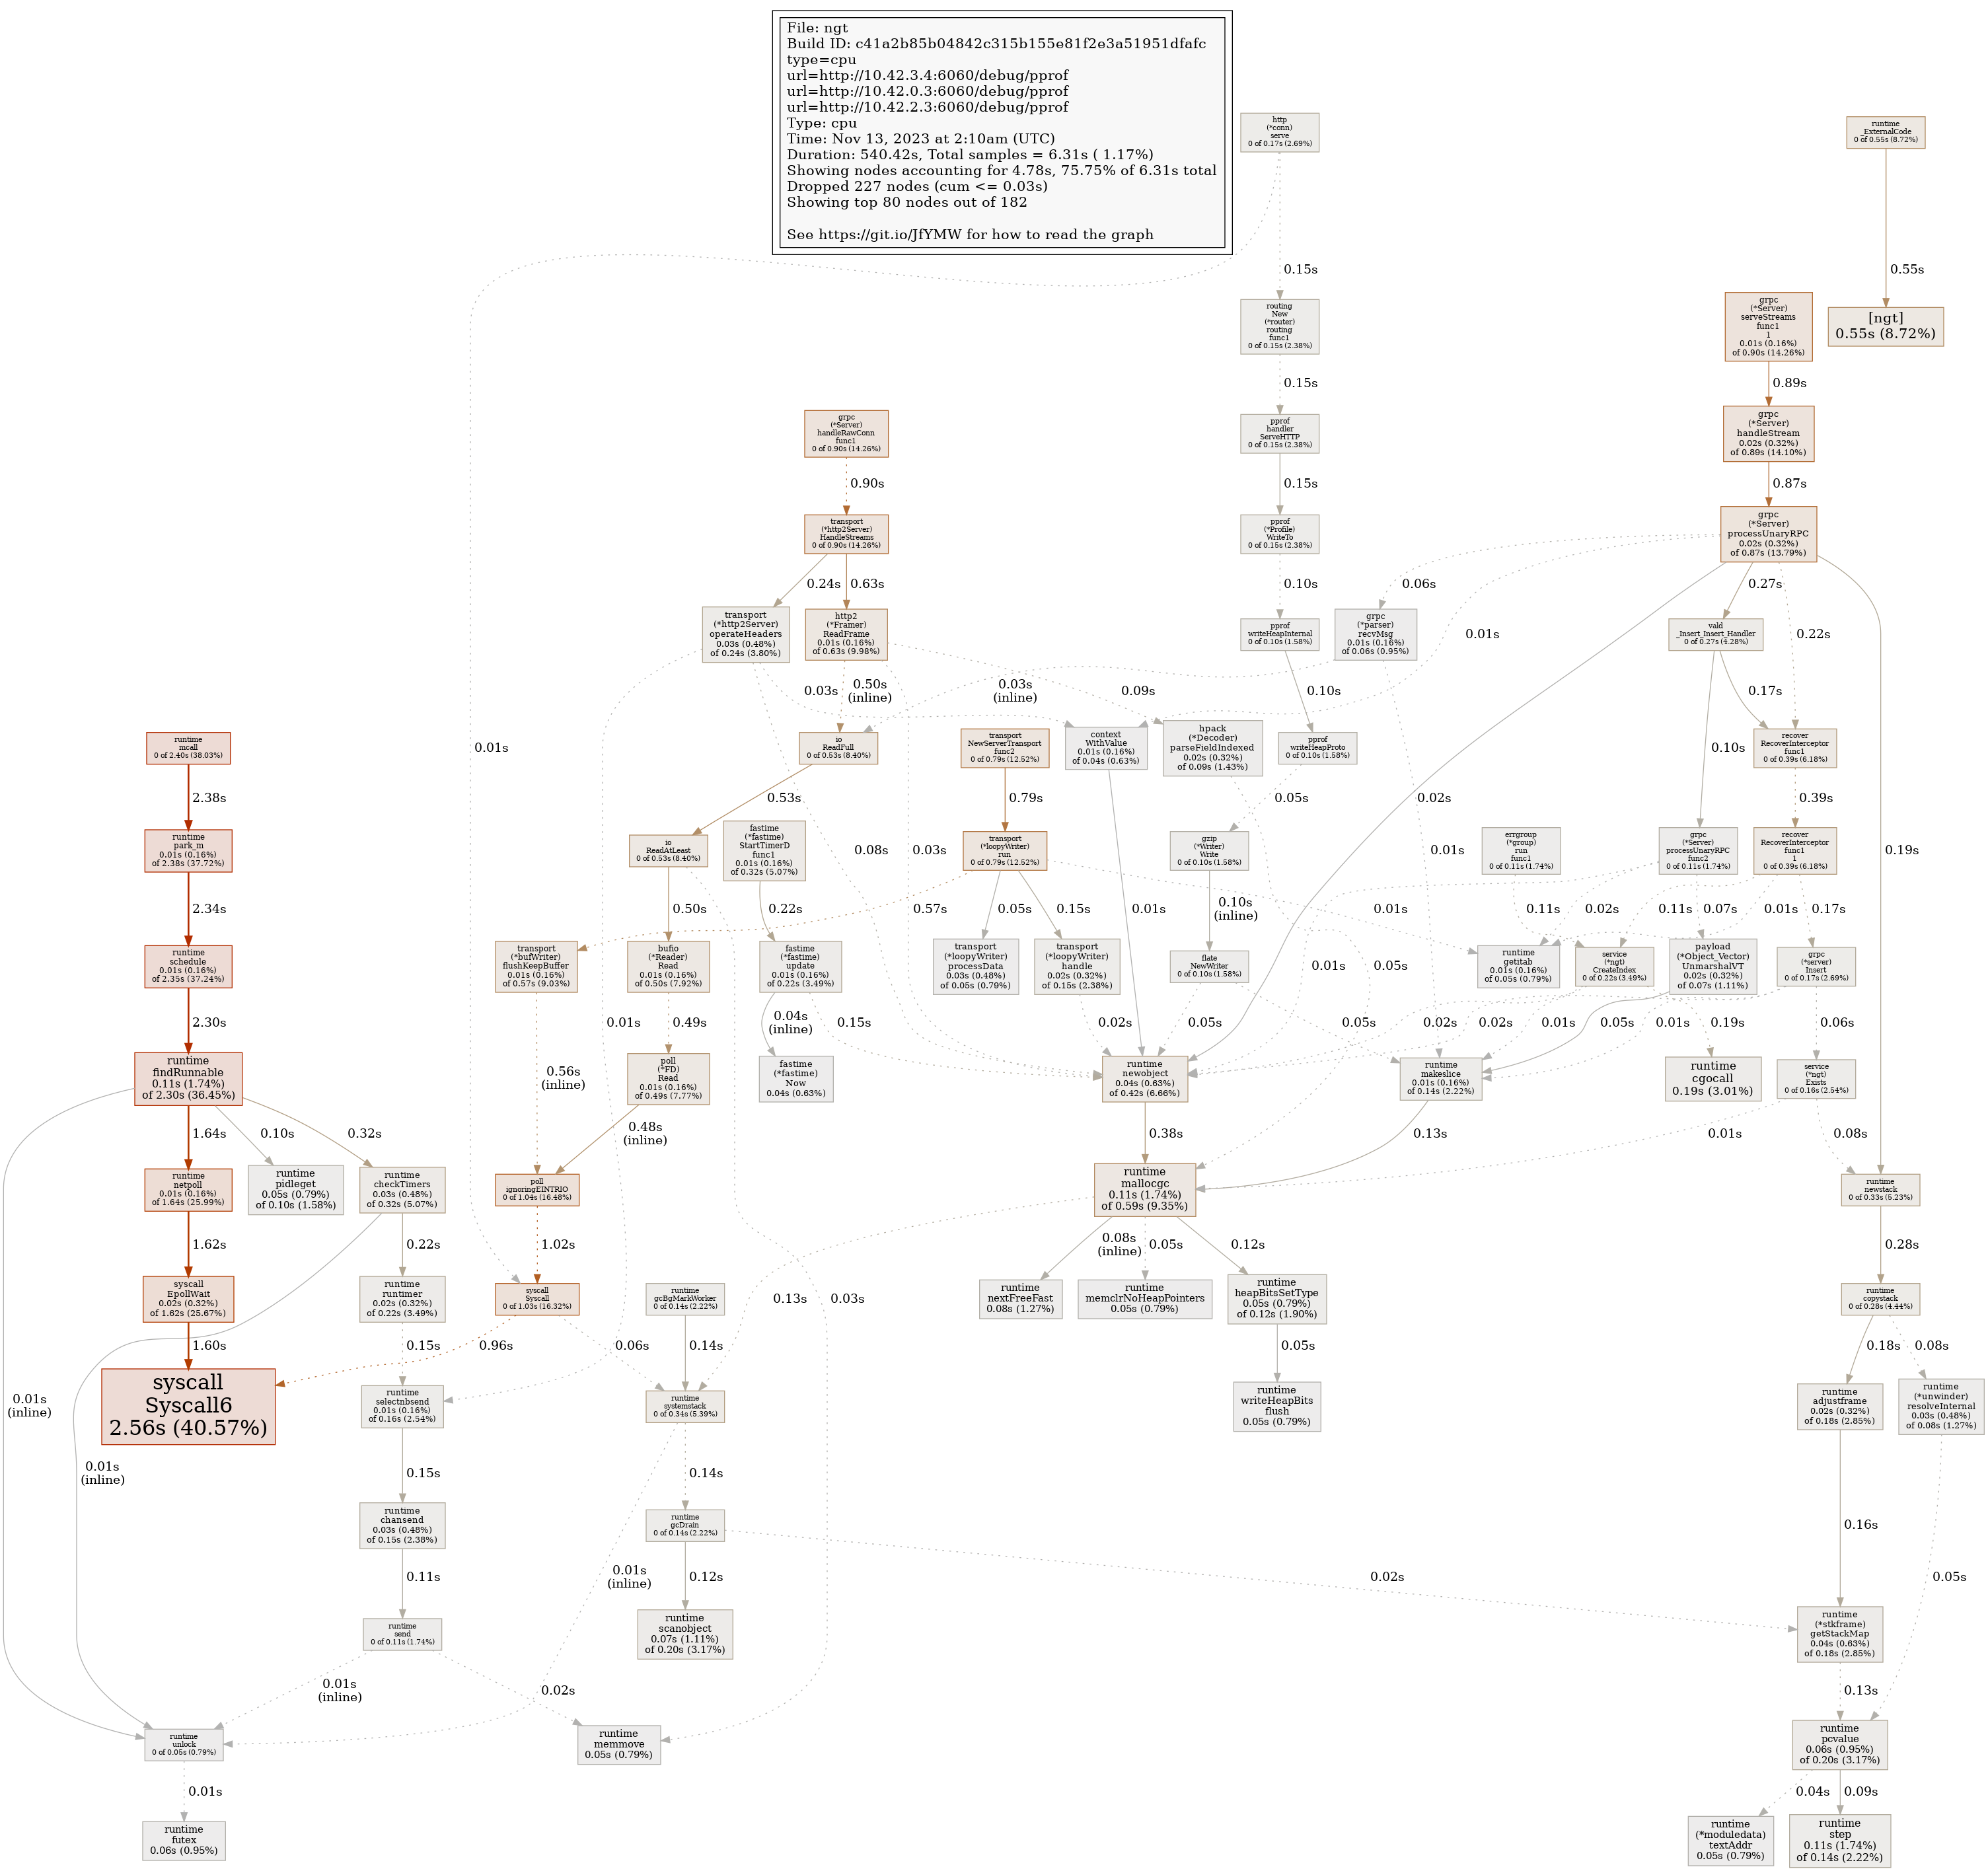 File: ngt
Build ID: c41a2b85b04842c315b155e81f2e3a51951dfafc
type=cpu
url=http://10.42.3.4:6060/debug/pprof
url=http://10.42.0.3:6060/debug/pprof
url=http://10.42.2.3:6060/debug/pprof
Type: cpu
Time: Nov 13, 2023 at 2:10am (UTC)
Duration: 540.42s, Total samples = 6.31s ( 1.17%)
Showing nodes accounting for 4.78s, 75.75% of 6.31s total
Dropped 227 nodes (cum <= 0.03s)
Showing top 80 nodes out of 182
See https://git.io/JfYMW for how to read the graph
http
(*conn)
serve
0 of 0.17s (2.69%)
runtime
_ExternalCode
0 of 0.55s (8.72%)
0.15s
0.55s
routing
New
(*router)
routing
func1
0 of 0.15s (2.38%)
grpc
(*Server)
serveStreams
func1
1
0.01s (0.16%)
of 0.90s (14.26%)
[ngt]
0.55s (8.72%)
0.15s
0.89s
grpc
(*Server)
handleRawConn
func1
0 of 0.90s (14.26%)
pprof
handler
ServeHTTP
0 of 0.15s (2.38%)
grpc
(*Server)
handleStream
0.02s (0.32%)
of 0.89s (14.10%)
0.90s
0.15s
0.87s
transport
(*http2Server)
HandleStreams
0 of 0.90s (14.26%)
pprof
(*Profile)
WriteTo
0 of 0.15s (2.38%)
grpc
(*Server)
processUnaryRPC
0.02s (0.32%)
of 0.87s (13.79%)
0.24s
0.63s
0.10s
0.06s
0.27s
transport
(*http2Server)
operateHeaders
0.03s (0.48%)
of 0.24s (3.80%)
http2
(*Framer)
ReadFrame
0.01s (0.16%)
of 0.63s (9.98%)
pprof
writeHeapInternal
0 of 0.10s (1.58%)
grpc
(*parser)
recvMsg
0.01s (0.16%)
of 0.06s (0.95%)
0.01s
vald
_Insert_Insert_Handler
0 of 0.27s (4.28%)
0.22s
0.03s
0.50s
(inline)
0.03s
(inline)
0.09s
0.10s
0.17s
runtime
mcall
0 of 2.40s (38.03%)
0.01s
io
ReadFull
0 of 0.53s (8.40%)
transport
NewServerTransport
func2
0 of 0.79s (12.52%)
context
WithValue
0.01s (0.16%)
of 0.04s (0.63%)
hpack
(*Decoder)
parseFieldIndexed
0.02s (0.32%)
of 0.09s (1.43%)
pprof
writeHeapProto
0 of 0.10s (1.58%)
0.10s
recover
RecoverInterceptor
func1
0 of 0.39s (6.18%)
2.38s
0.53s
0.79s
0.05s
0.02s
0.39s
runtime
park_m
0.01s (0.16%)
of 2.38s (37.72%)
io
ReadAtLeast
0 of 0.53s (8.40%)
fastime
(*fastime)
StartTimerD
func1
0.01s (0.16%)
of 0.32s (5.07%)
0.08s
0.03s
transport
(*loopyWriter)
run
0 of 0.79s (12.52%)
gzip
(*Writer)
Write
0 of 0.10s (1.58%)
0.01s
errgroup
(*group)
run
func1
0 of 0.11s (1.74%)
grpc
(*Server)
processUnaryRPC
func2
0 of 0.11s (1.74%)
recover
RecoverInterceptor
func1
1
0 of 0.39s (6.18%)
0.19s
2.34s
0.50s
0.22s
0.57s
0.05s
0.15s
0.01s
0.10s
(inline)
0.01s
0.11s
0.02s
0.07s
0.11s
0.01s
0.17s
runtime
schedule
0.01s (0.16%)
of 2.35s (37.24%)
transport
(*bufWriter)
flushKeepBuffer
0.01s (0.16%)
of 0.57s (9.03%)
bufio
(*Reader)
Read
0.01s (0.16%)
of 0.50s (7.92%)
fastime
(*fastime)
update
0.01s (0.16%)
of 0.22s (3.49%)
transport
(*loopyWriter)
processData
0.03s (0.48%)
of 0.05s (0.79%)
transport
(*loopyWriter)
handle
0.02s (0.32%)
of 0.15s (2.38%)
flate
NewWriter
0 of 0.10s (1.58%)
runtime
getitab
0.01s (0.16%)
of 0.05s (0.79%)
service
(*ngt)
CreateIndex
0 of 0.22s (3.49%)
payload
(*Object_Vector)
UnmarshalVT
0.02s (0.32%)
of 0.07s (1.11%)
grpc
(*server)
Insert
0 of 0.17s (2.69%)
2.30s
0.01s
0.49s
0.04s
(inline)
0.15s
0.02s
0.05s
0.01s
0.05s
0.05s
0.02s
0.02s
0.01s
0.05s
0.01s
0.19s
0.06s
runtime
findRunnable
0.11s (1.74%)
of 2.30s (36.45%)
0.56s
(inline)
poll
(*FD)
Read
0.01s (0.16%)
of 0.49s (7.77%)
fastime
(*fastime)
Now
0.04s (0.63%)
runtime
newobject
0.04s (0.63%)
of 0.42s (6.66%)
runtime
makeslice
0.01s (0.16%)
of 0.14s (2.22%)
runtime
cgocall
0.19s (3.01%)
service
(*ngt)
Exists
0 of 0.16s (2.54%)
1.64s
0.10s
0.32s
0.48s
(inline)
0.38s
0.13s
0.01s
0.08s
runtime
netpoll
0.01s (0.16%)
of 1.64s (25.99%)
runtime
pidleget
0.05s (0.79%)
of 0.10s (1.58%)
runtime
checkTimers
0.03s (0.48%)
of 0.32s (5.07%)
poll
ignoringEINTRIO
0 of 1.04s (16.48%)
runtime
mallocgc
0.11s (1.74%)
of 0.59s (9.35%)
runtime
newstack
0 of 0.33s (5.23%)
1.62s
0.22s
1.02s
0.08s
(inline)
0.05s
0.12s
0.28s
syscall
EpollWait
0.02s (0.32%)
of 1.62s (25.67%)
runtime
runtimer
0.02s (0.32%)
of 0.22s (3.49%)
syscall
Syscall
0 of 1.03s (16.32%)
runtime
gcBgMarkWorker
0 of 0.14s (2.22%)
0.13s
0.03s
runtime
nextFreeFast
0.08s (1.27%)
runtime
memclrNoHeapPointers
0.05s (0.79%)
runtime
heapBitsSetType
0.05s (0.79%)
of 0.12s (1.90%)
runtime
copystack
0 of 0.28s (4.44%)
1.60s
0.15s
0.96s
0.06s
0.14s
0.05s
0.18s
0.08s
0.01s
(inline)
syscall
Syscall6
2.56s (40.57%)
runtime
selectnbsend
0.01s (0.16%)
of 0.16s (2.54%)
runtime
systemstack
0 of 0.34s (5.39%)
runtime
writeHeapBits
flush
0.05s (0.79%)
runtime
adjustframe
0.02s (0.32%)
of 0.18s (2.85%)
runtime
(*unwinder)
resolveInternal
0.03s (0.48%)
of 0.08s (1.27%)
0.01s
(inline)
0.15s
0.14s
runtime
chansend
0.03s (0.48%)
of 0.15s (2.38%)
runtime
gcDrain
0 of 0.14s (2.22%)
0.16s
0.11s
0.01s
(inline)
0.12s
0.02s
0.05s
runtime
send
0 of 0.11s (1.74%)
runtime
scanobject
0.07s (1.11%)
of 0.20s (3.17%)
runtime
(*stkframe)
getStackMap
0.04s (0.63%)
of 0.18s (2.85%)
0.01s
(inline)
0.02s
0.13s
runtime
unlock
0 of 0.05s (0.79%)
runtime
memmove
0.05s (0.79%)
runtime
pcvalue
0.06s (0.95%)
of 0.20s (3.17%)
0.01s
0.04s
0.09s
runtime
futex
0.06s (0.95%)
runtime
(*moduledata)
textAddr
0.05s (0.79%)
runtime
step
0.11s (1.74%)
of 0.14s (2.22%)